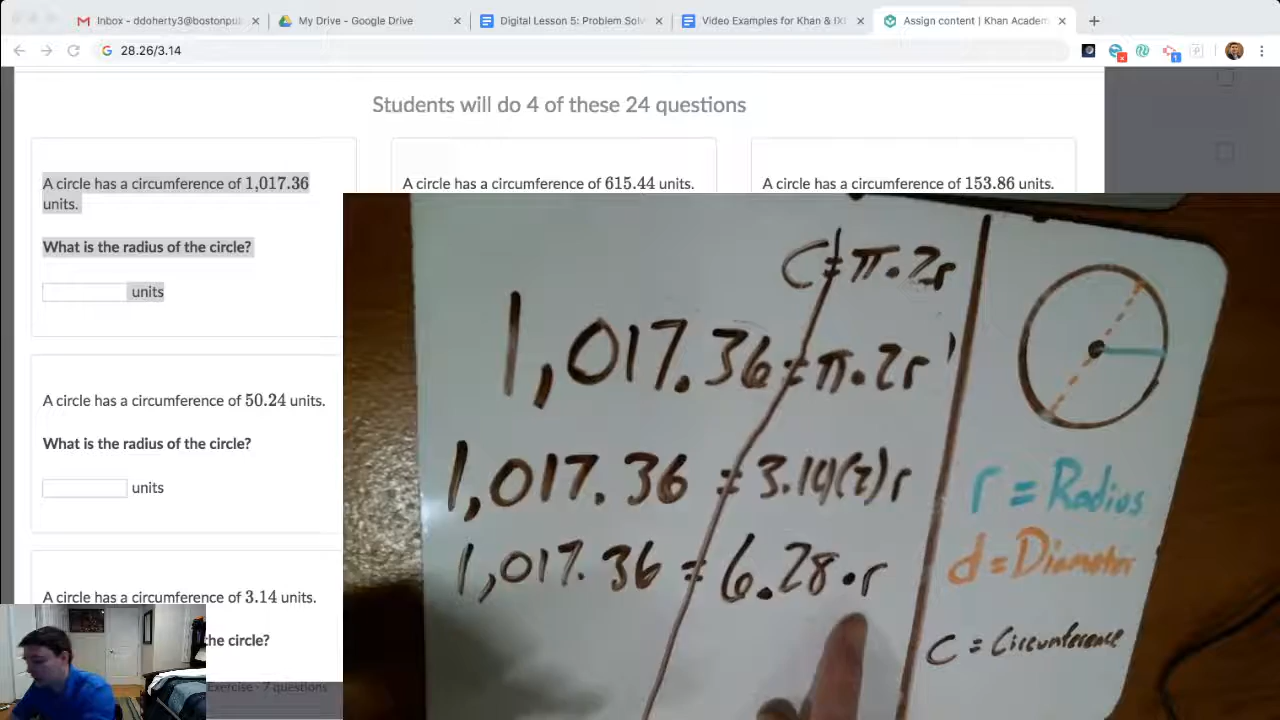 Inbox - ddoherty3@bostonpub
My Drive - Google Drive
Digital Lesson 5: Problem Solv
Video Examples for Khan & IXL
Assign content | Khan Academ
28.26/3.14
Students will do 4 of these 24 questions
A circle has a circumference of 1,017.36
units.
What is the radius of the circle?
units
A circle has a circumference of 615.44 units.
A circle has a circumference of 153.86 units.
A circle has a circumference of 50.24 units.
What is the radius of the circle?
units
A circle has a circumference of 3.14 units.
the circle?
Exercise - 7 questions
C = π . 2r
1,017.36 = π . 2r
1,017.36 = 3.14(2)r
1,017.36 = 6.28 . r
r = Radius
d = Diameter
C = Circumference